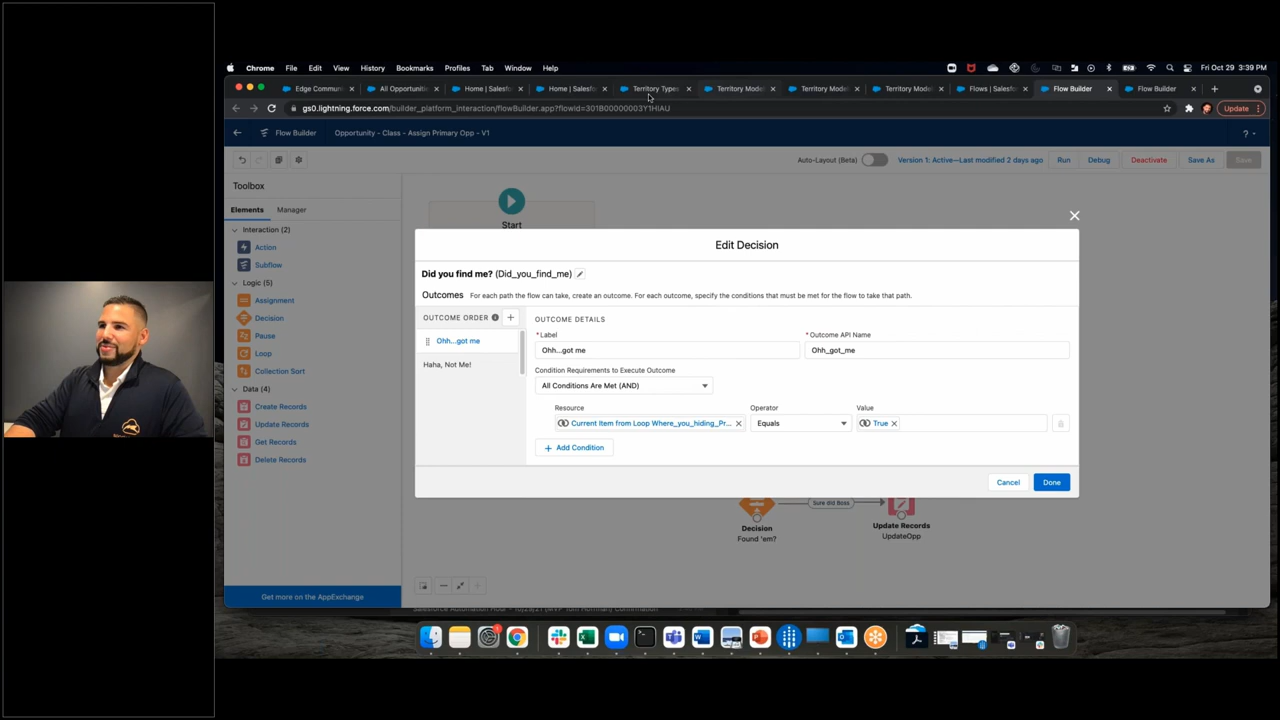 Chrome File Edit View History Bookmarks Profiles Tab Window Help Fri Oct 29 3:39 PM
Edge Commun All Opportuniti Home | Salesfo Home | Salesfo Territory Types Territory Model Territory Model Territory Model Flows | Salesfo Flow Builder Flow Builder
gs0.lightning.force.com/builder_platform_interaction/flowBuilder.app?flowId=301B00000003Y1HIAU Update
Flow Builder Opportunity - Class - Assign Primary Opp - V1 ?
Auto-Layout (Beta) Version 1: Active—Last modified 2 days ago Run Debug Deactivate Save As Save
Toolbox
Elements Manager
Interaction (2)
Action
Subflow
Logic (5)
Assignment
Decision
Pause
Loop
Collection Sort
Data (4)
Create Records
Update Records
Get Records
Delete Records
Get more on the AppExchange
Start
Edit Decision
Did you find me? (Did_you_find_me)
Outcomes For each path the flow can take, create an outcome. For each outcome, specify the conditions that must be met for the flow to take that path.
OUTCOME ORDER
Ohh...got me
Haha, Not Me!
OUTCOME DETAILS
* Label * Outcome API Name
Ohh...got me Ohh_got_me
Condition Requirements to Execute Outcome
All Conditions Are Met (AND)
Resource Operator Value
Current Item from Loop Where_you_hiding_Pr... Equals True
+ Add Condition
Cancel Done
Sure did Boss
Decision
Found 'em?
Update Records
UpdateOpp